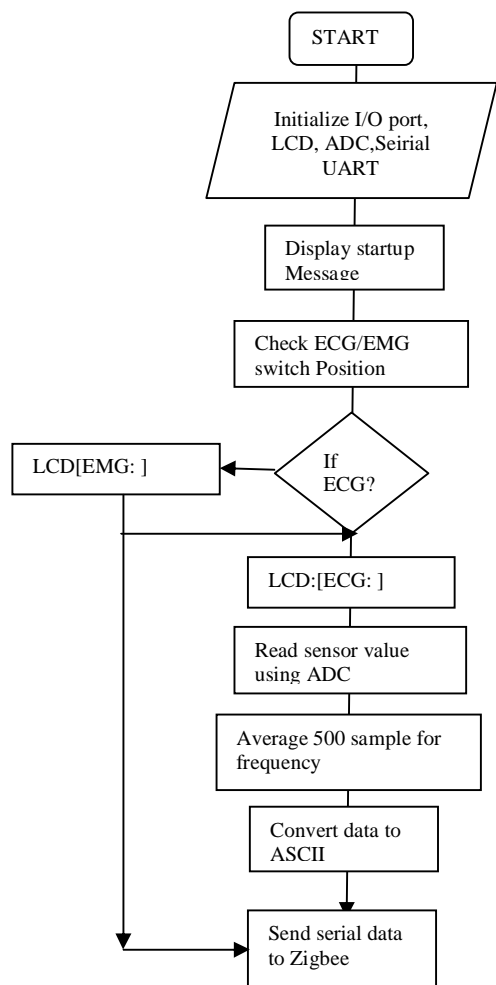 START
Initialize I/O port,
LCD, ADC,Seirial
UART
Display startup
Message
Check ECG/EMG
switch Position
If
ECG?
LCD[EMG: ]
LCD:[ECG: ]
Read sensor value
using ADC
Average 500 sample for
frequency
Convert data to
ASCII
Send serial data
to Zigbee